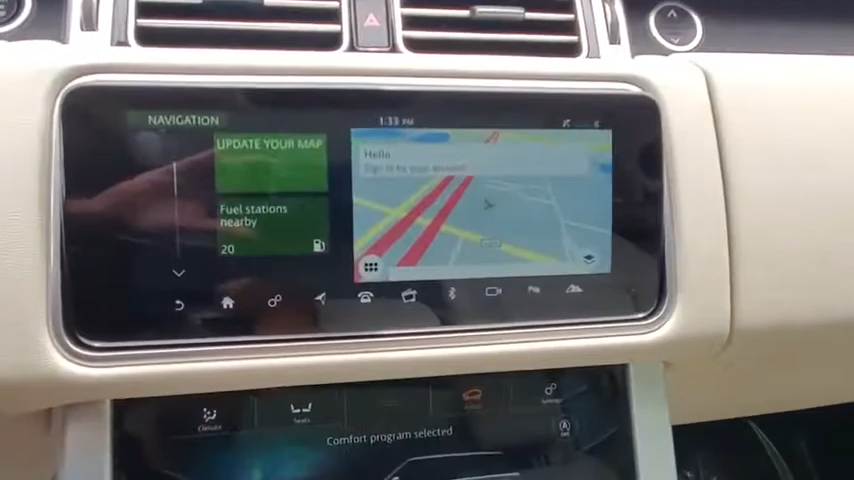 NAVIGATION
1:33 PM
UPDATE YOUR MAP
Hello
Sign in to your account
Fuel stations
nearby
20
Climate
Seats
Settings
Comfort program selected